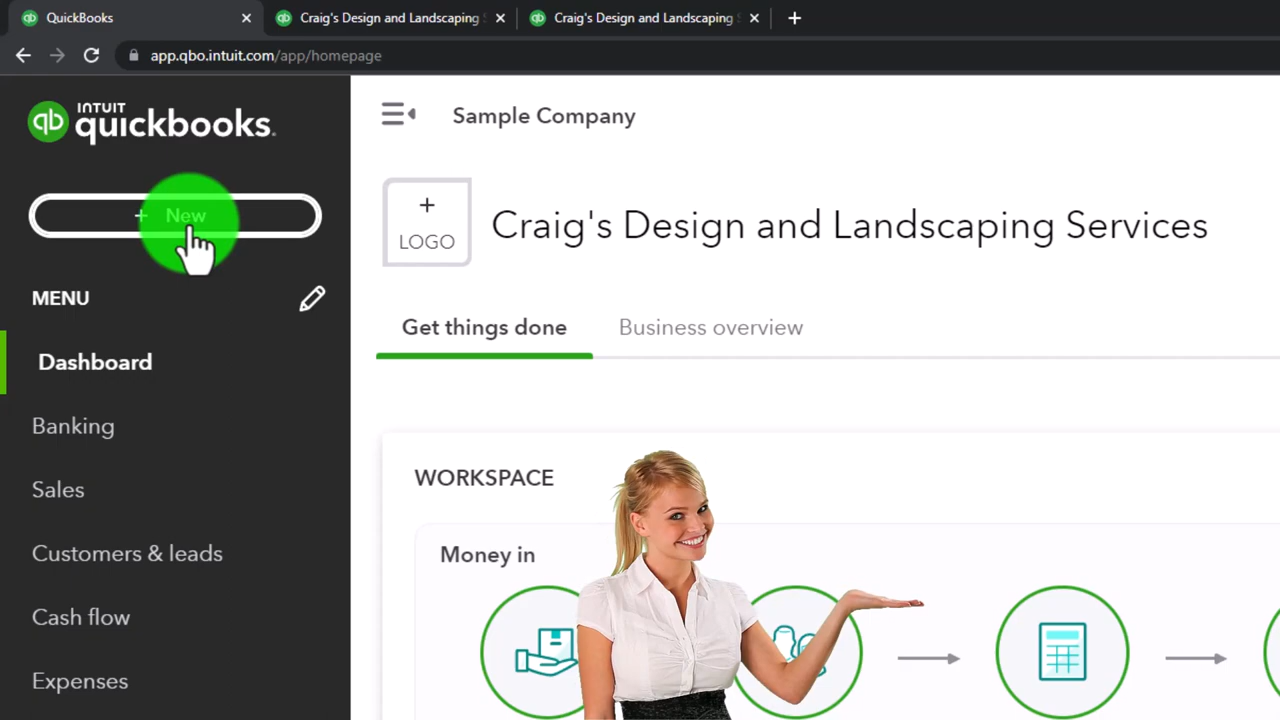 QuickBooks
Craig's Design and Landscaping S
Craig's Design and Landscaping S
app.qbo.intuit.com/app/homepage
INTUIT
qb quickbooks.
Sample Company
+ New
+
LOGO
Craig's Design and Landscaping Services
MENU
Get things done
Business overview
Dashboard
Banking
WORKSPACE
Sales
Customers & leads
Money in
Cash flow
Expenses